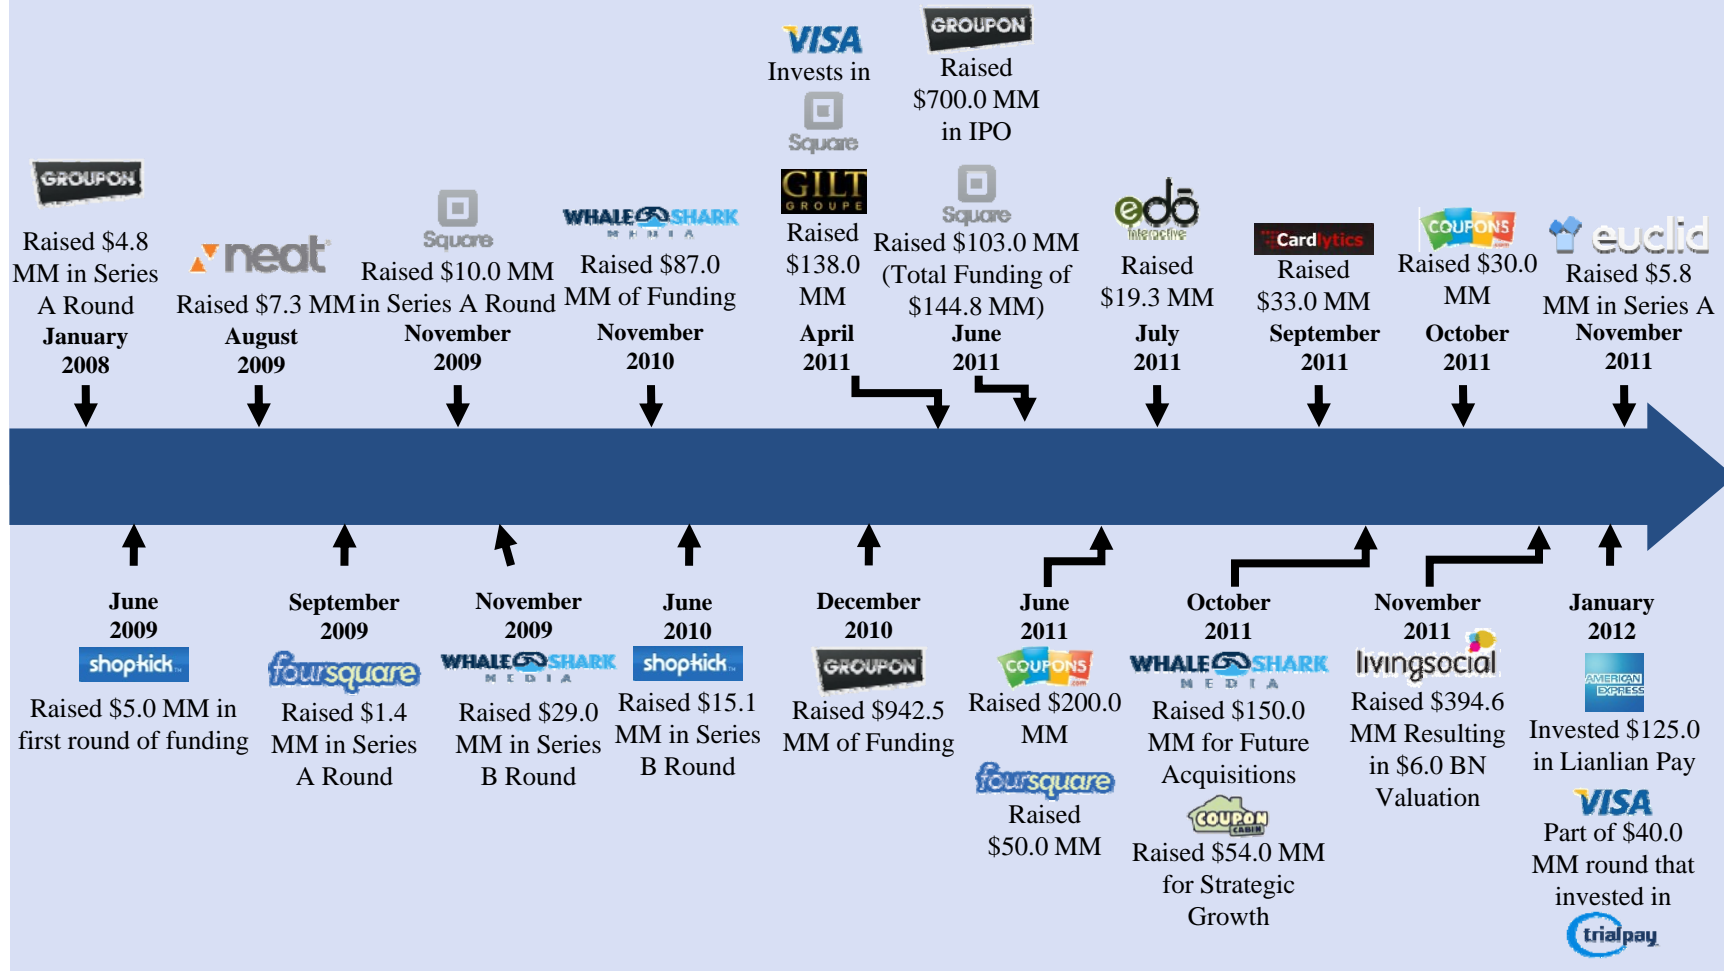 VISA
Invests in
Square
GILT
GROUPE
Raised
$138.0
MM
April
2011
GROUPON
Raised
$700.0 MM
in IPO
Square
Raised $103.0 MM
(Total Funding of
$144.8 MM)
June
2011
GROUPON
Raised $4.8
MM in Series
A Round
January
2008
neat
Raised $7.3 MM
August
2009
Square
Raised $10.0 MM
in Series A Round
November
2009
WHALE SHARK
MEDIA
Raised $87.0
MM of Funding
November
2010
edo
Interactive
Raised
$19.3 MM
July
2011
Cardlytics
Raised
$33.0 MM
September
2011
COUPONS
.com
Raised $30.0
MM
October
2011
euclid
Raised $5.8
MM in Series A
November
2011
June
2009
shopkick
Raised $5.0 MM in
first round of funding
September
2009
foursquare
Raised $1.4
MM in Series
A Round
November
2009
WHALE SHARK
MEDIA
Raised $29.0
MM in Series
B Round
June
2010
shopkick
Raised $15.1
MM in Series
B Round
December
2010
GROUPON
Raised $942.5
MM of Funding
June
2011
COUPONS
.com
Raised $200.0
MM
foursquare
Raised
$50.0 MM
October
2011
WHALE SHARK
MEDIA
Raised $150.0
MM for Future
Acquisitions
COUPON
CABIN
Raised $54.0 MM
for Strategic
Growth
November
2011
livingsocial
Raised $394.6
MM Resulting
in $6.0 BN
Valuation
January
2012
AMERICAN
EXPRESS
Invested $125.0
in Lianlian Pay
VISA
Part of $40.0
MM round that
invested in
trialpay